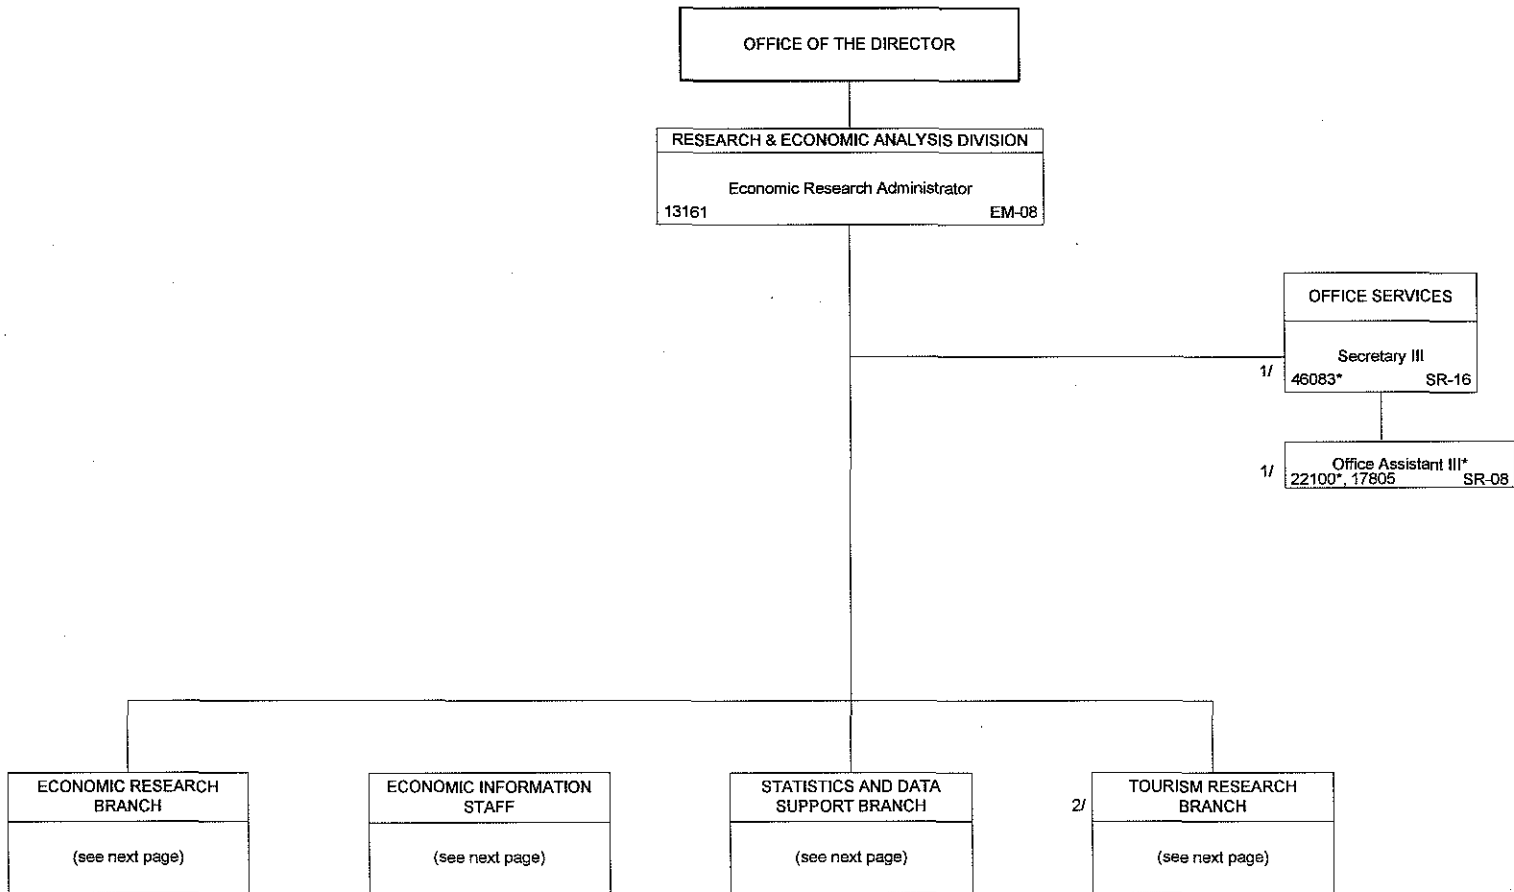 OFFICE OF THE DIRECTOR
RESEARCH & ECONOMIC ANALYSIS DIVISION
Economic Research Administrator
13161 EM-08
OFFICE SERVICES
Secretary III
1/ 46083* SR-16
Office Assistant III*
1/ 22100*, 17805 SR-08
ECONOMIC RESEARCH
BRANCH
(see next page)
ECONOMIC INFORMATION
STAFF
(see next page)
STATISTICS AND DATA
SUPPORT BRANCH
(see next page)
2/
TOURISM RESEARCH
BRANCH
(see next page)